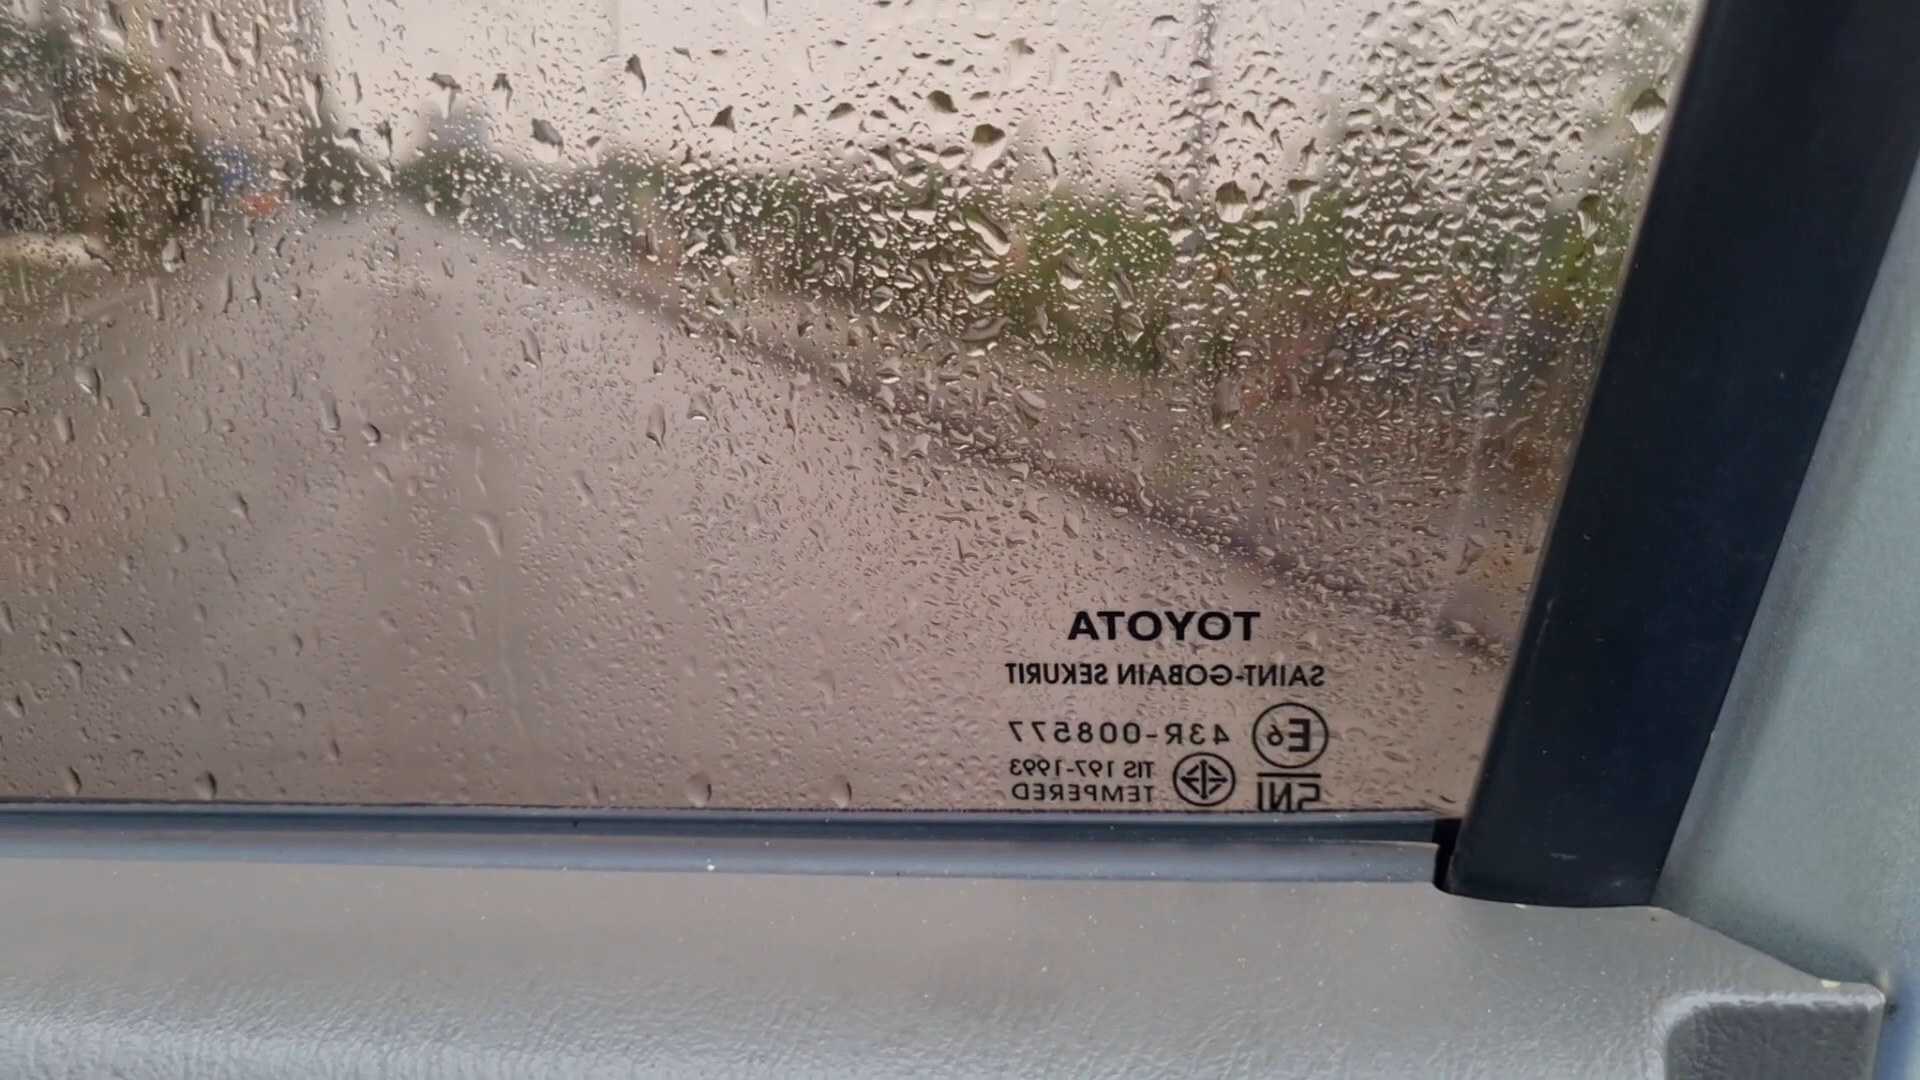 TOYOTA
SAINT-GOBAIN SEKURIT
E6 43R-008577
SNI TIS 197-1993
TEMPERED